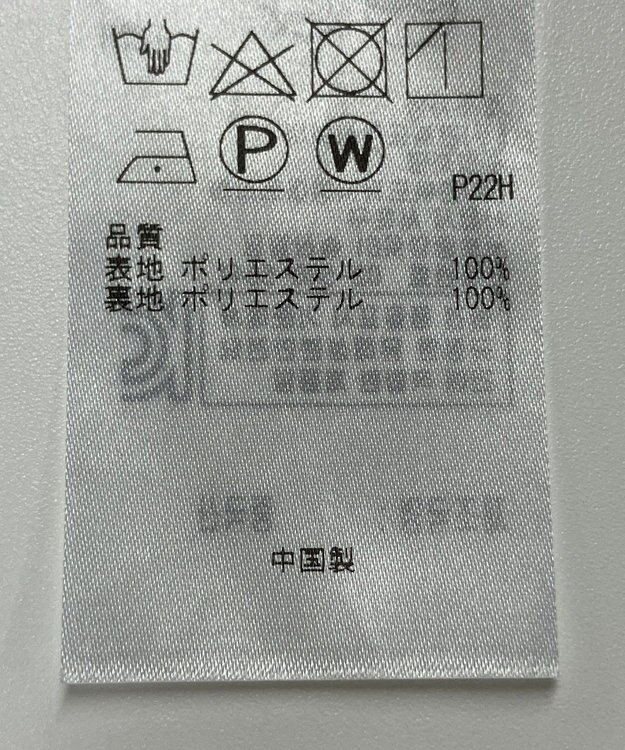 P W
P22H
品質
表地 ポリエステル 100%
裏地 ポリエステル 100%
中国製